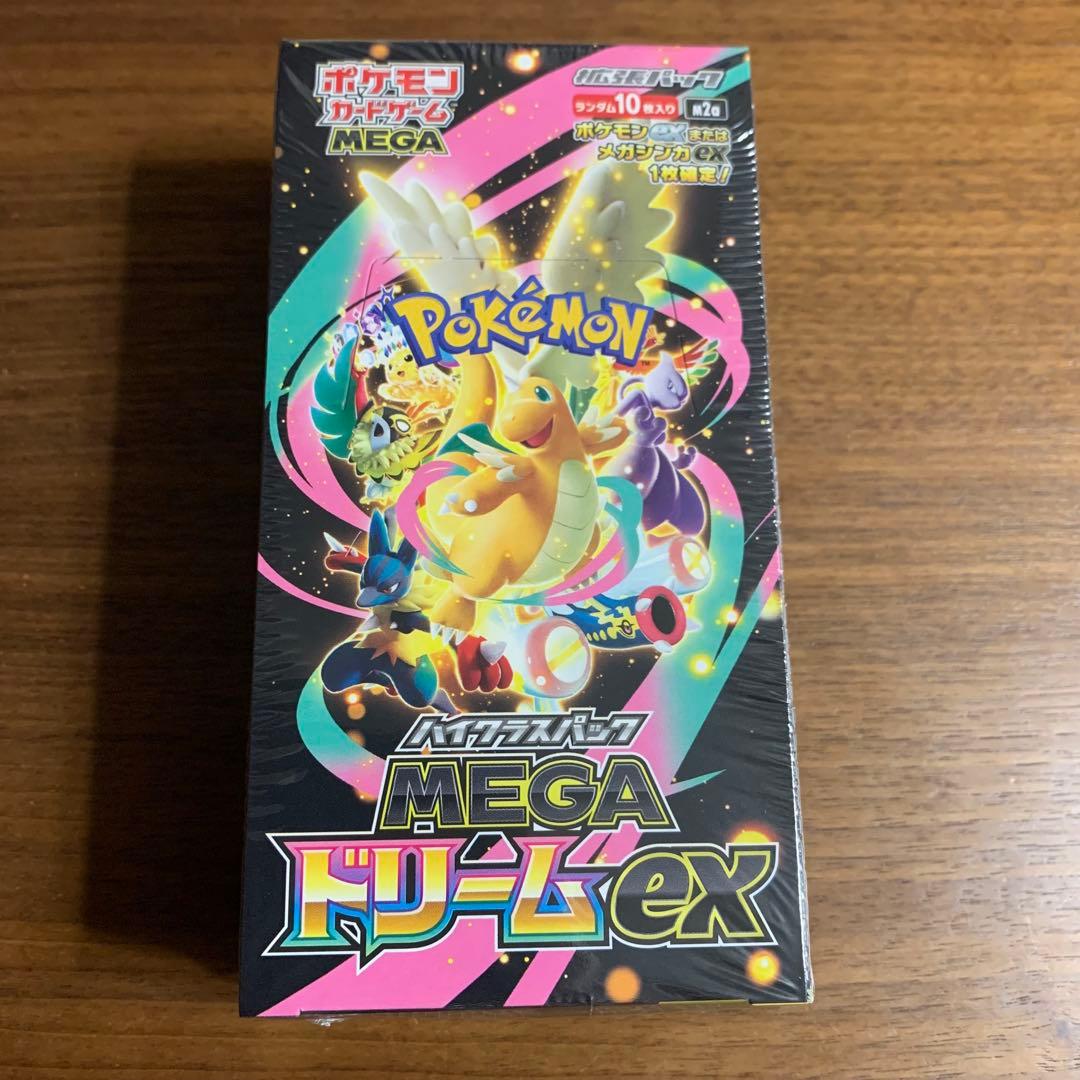 ポケモン
カードゲーム
MEGA
拡張パック
ランダム10枚入り M2a
ポケモンexまたは
メガシンカex
1枚確定!
POKÉMON
TM
ハイクラスパック
MEGA
ドリームex